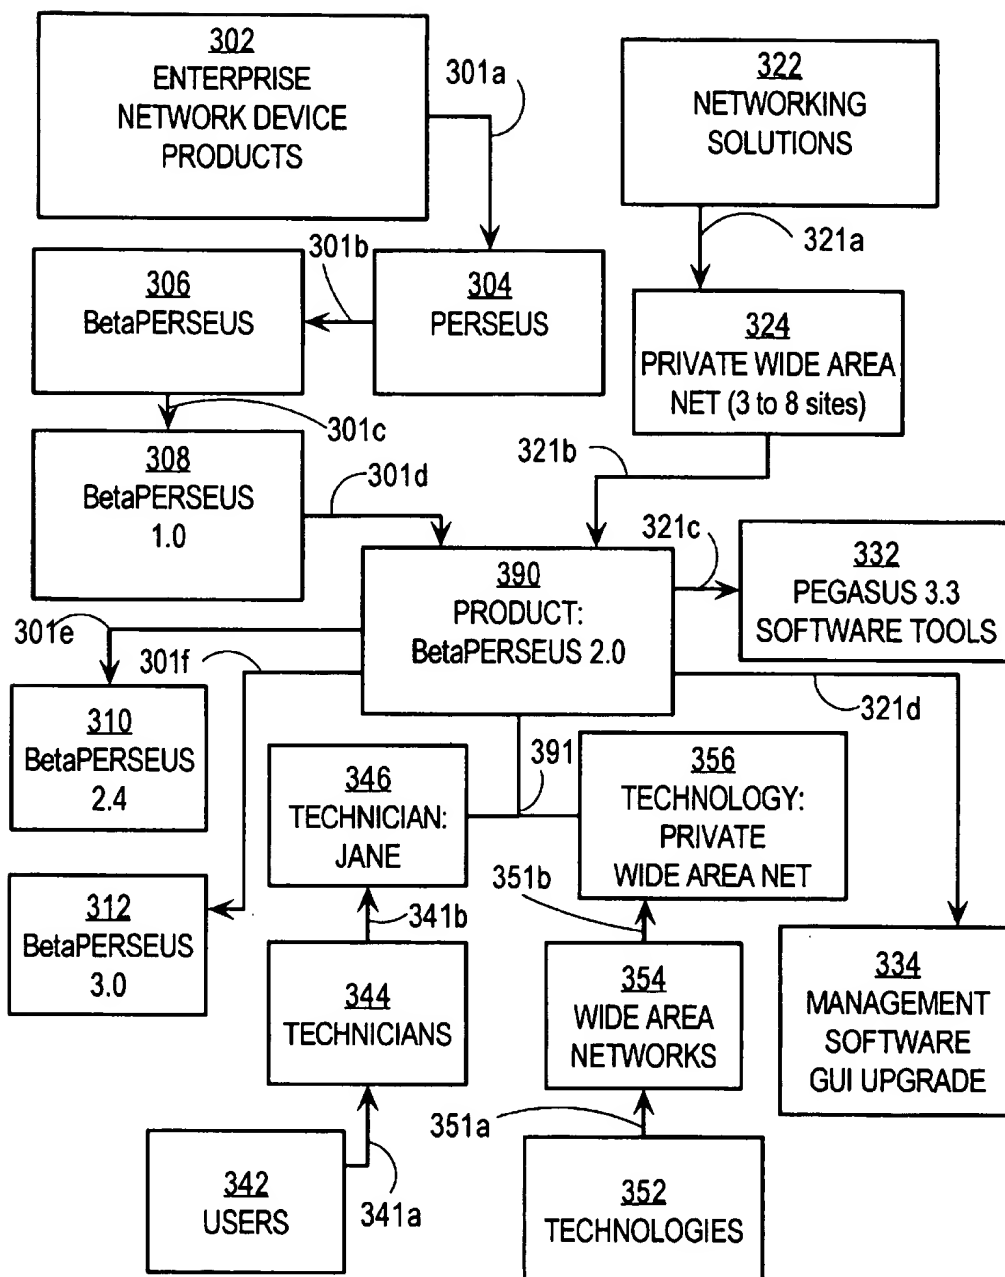 302
ENTERPRISE
NETWORK DEVICE
PRODUCTS
301a
322
NETWORKING
SOLUTIONS
321a
301b
306
BetaPERSEUS
304
PERSEUS
324
PRIVATE WIDE AREA
NET (3 to 8 sites)
301c
308
BetaPERSEUS
1.0
301d
321b
321c
390
PRODUCT:
BetaPERSEUS 2.0
332
PEGASUS 3.3
SOFTWARE TOOLS
301e
301f
321d
310
BetaPERSEUS
2.4
391
346
TECHNICIAN:
JANE
356
TECHNOLOGY:
PRIVATE
WIDE AREA NET
312
BetaPERSEUS
3.0
341b
351b
344
TECHNICIANS
354
WIDE AREA
NETWORKS
334
MANAGEMENT
SOFTWARE
GUI UPGRADE
342
USERS
341a
351a
352
TECHNOLOGIES